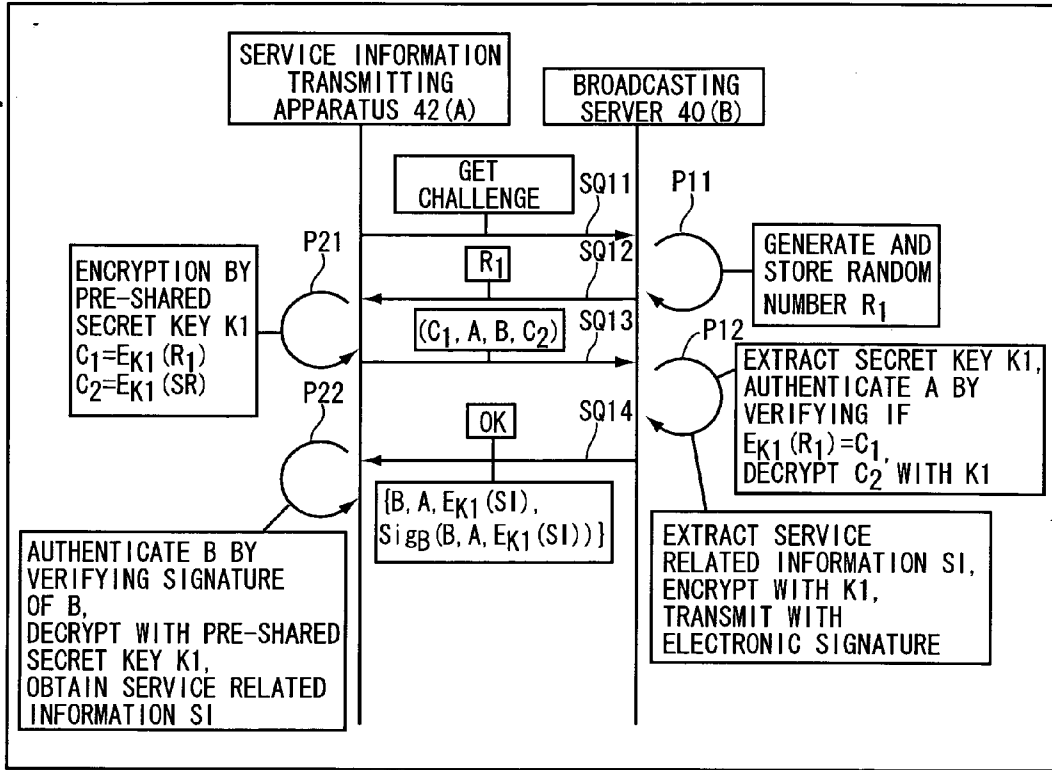 SERVICE INFORMATION
TRANSMITTING
APPARATUS 42(A)
BROADCASTING
SERVER 40(B)
GET
CHALLENGE
SQ11
P11
GENERATE AND
STORE RANDOM
NUMBER R1
P21
R1
SQ12
ENCRYPTION BY
PRE-SHARED
SECRET KEY K1
C1=EK1(R1)
C2=EK1(SR)
(C1, A, B, C2)
SQ13
P12
EXTRACT SECRET KEY K1,
AUTHENTICATE A BY
VERIFYING IF
EK1(R1)=C1,
DECRYPT C2 WITH K1
P22
OK
SQ14
{B, A, EK1(SI),
SigB(B, A, EK1(SI))}
EXTRACT SERVICE
RELATED INFORMATION SI,
ENCRYPT WITH K1,
TRANSMIT WITH
ELECTRONIC SIGNATURE
AUTHENTICATE B BY
VERIFYING SIGNATURE
OF B,
DECRYPT WITH PRE-SHARED
SECRET KEY K1,
OBTAIN SERVICE RELATED
INFORMATION SI